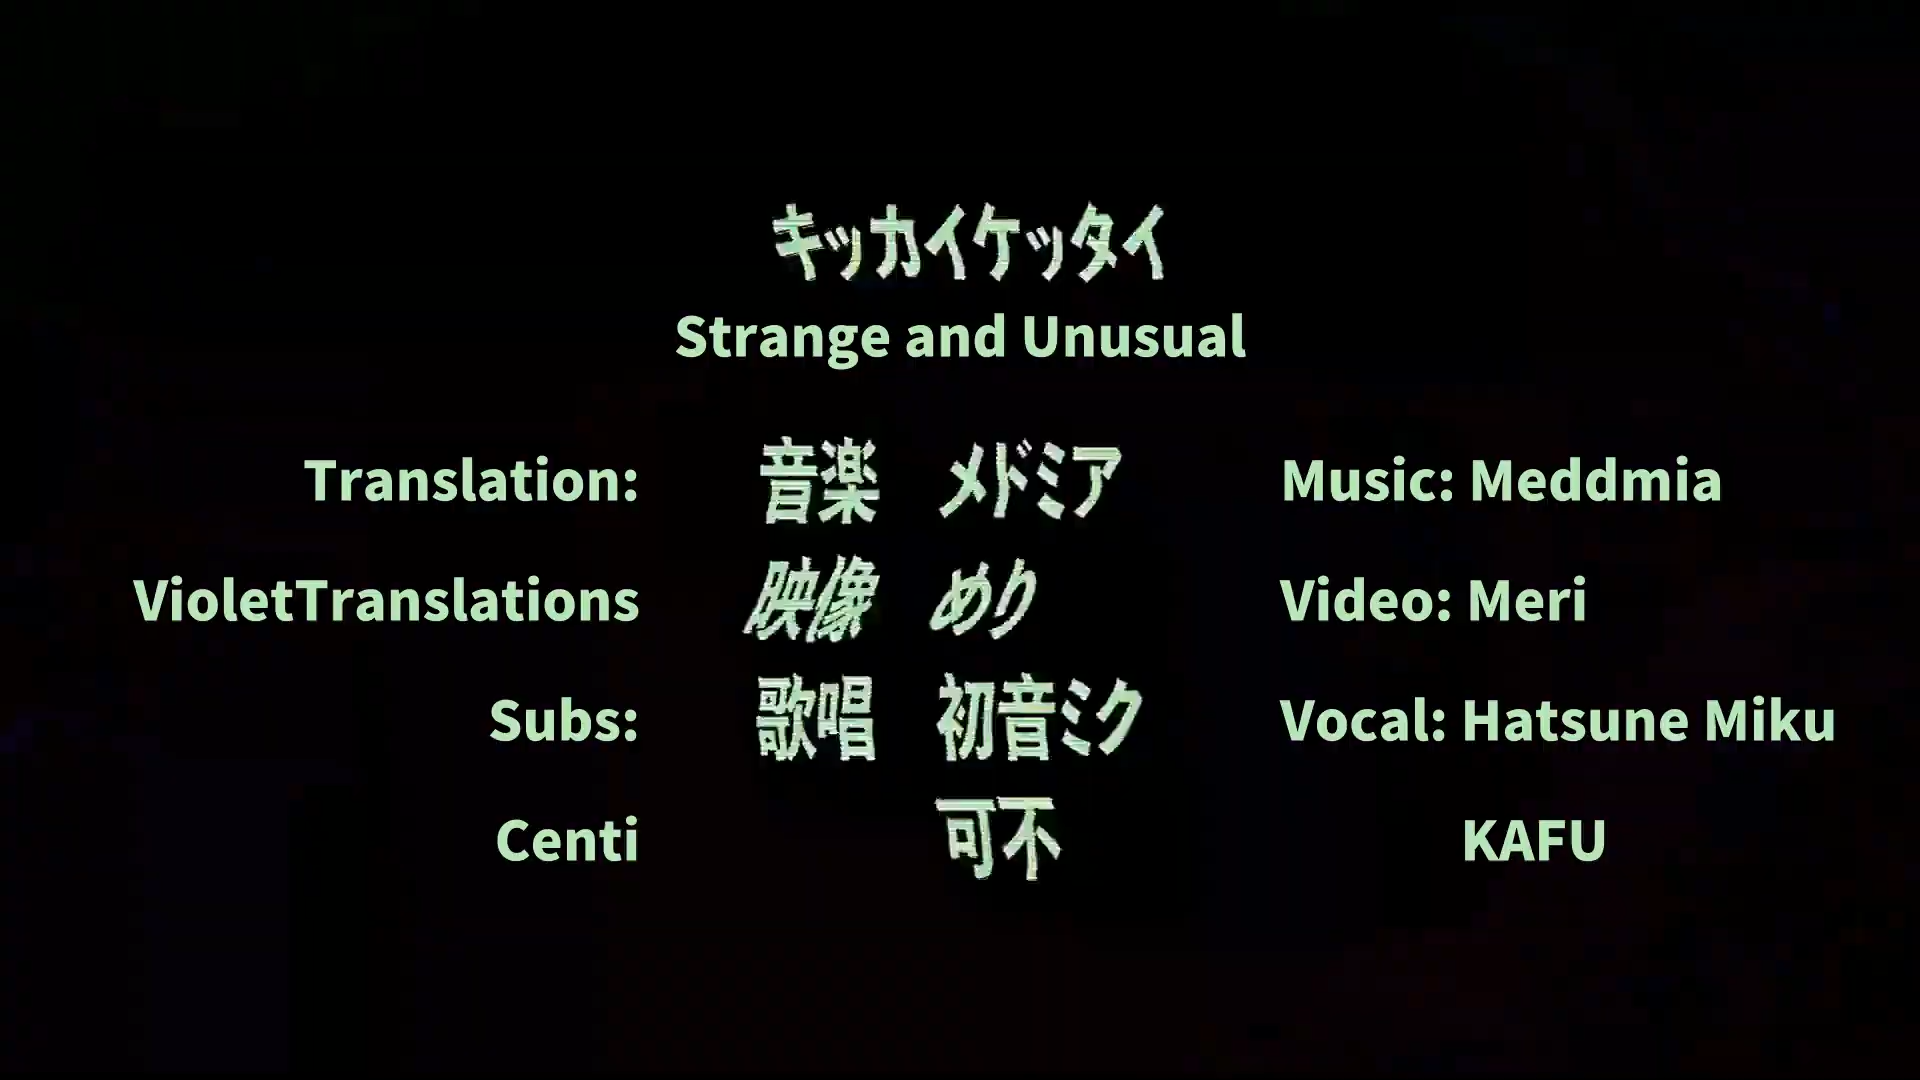 キッカイケッタイ
Strange and Unusual
Translation: 音楽 メドミア Music: Meddmia
VioletTranslations 映像 めり Video: Meri
Subs: 歌唱 初音ミク Vocal: Hatsune Miku
Centi 可不 KAFU